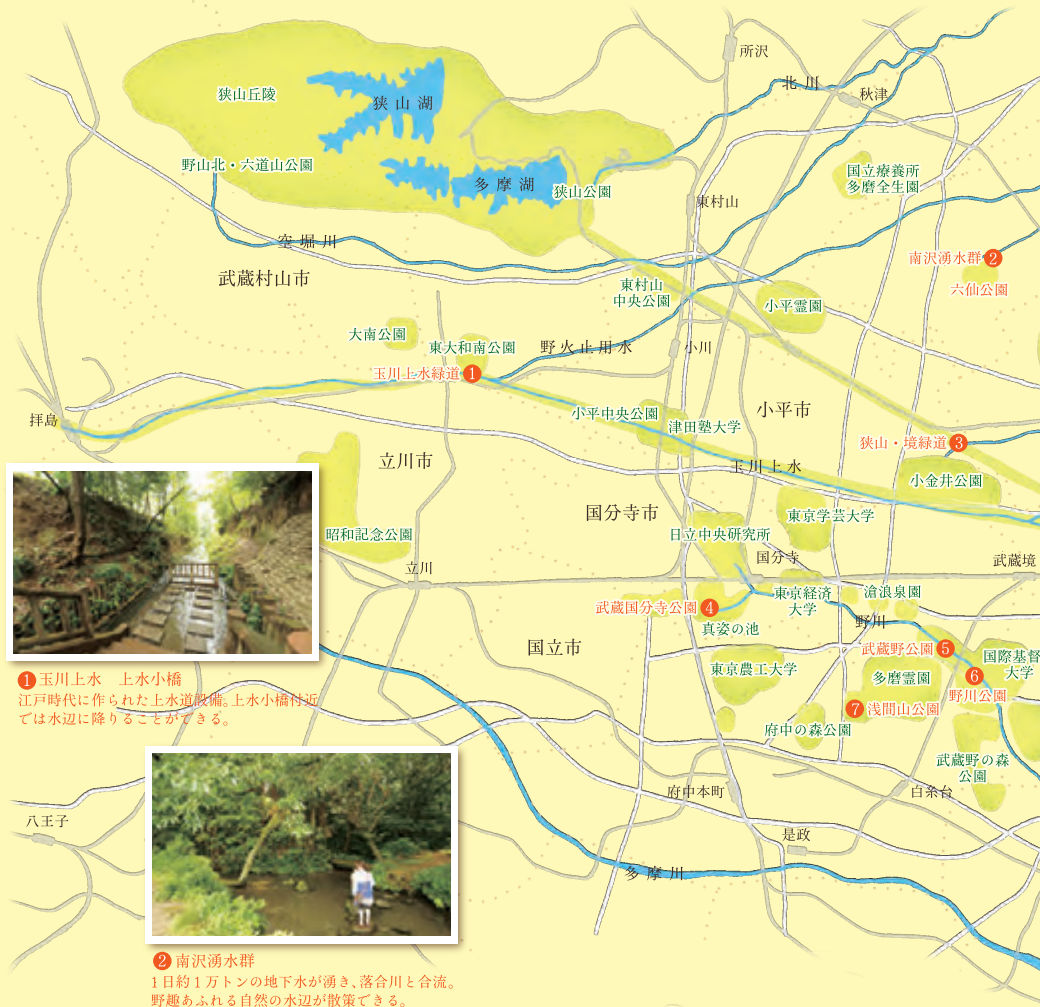 所沢
北川
秋津
狭山丘陵
狭山湖
野山北・六道山公園
多摩湖
狭山公園
国立療養所
多磨全生園
東村山
空堀川
武蔵村山市
南沢湧水群 2
六仙公園
東村山
中央公園
小平霊園
大南公園
東大和南公園
野火止用水
小川
玉川上水緑道 1
小平中央公園
小平市
津田塾大学
拝島
狭山・境緑道 3
立川市
玉川上水
小金井公園
国分寺市
東京学芸大学
昭和記念公園
日立中央研究所
国分寺
武蔵境
立川
東京経済
大学
滄浪泉園
武蔵国分寺公園 4
真姿の池
野川
国立市
武蔵野公園 5
国際基督
大学
東京農工大学
多磨霊園
6
野川公園
7 浅間山公園
府中の森公園
武蔵野の森
公園
府中本町
白糸台
八王子
是政
多摩川
1 玉川上水 上水小橋
江戸時代に作られた上水道設備。上水小橋付近
では水辺に降りることができる。
2 南沢湧水群
1日約1万トンの地下水が湧き、落合川と合流。
野趣あふれる自然の水辺が散策できる。